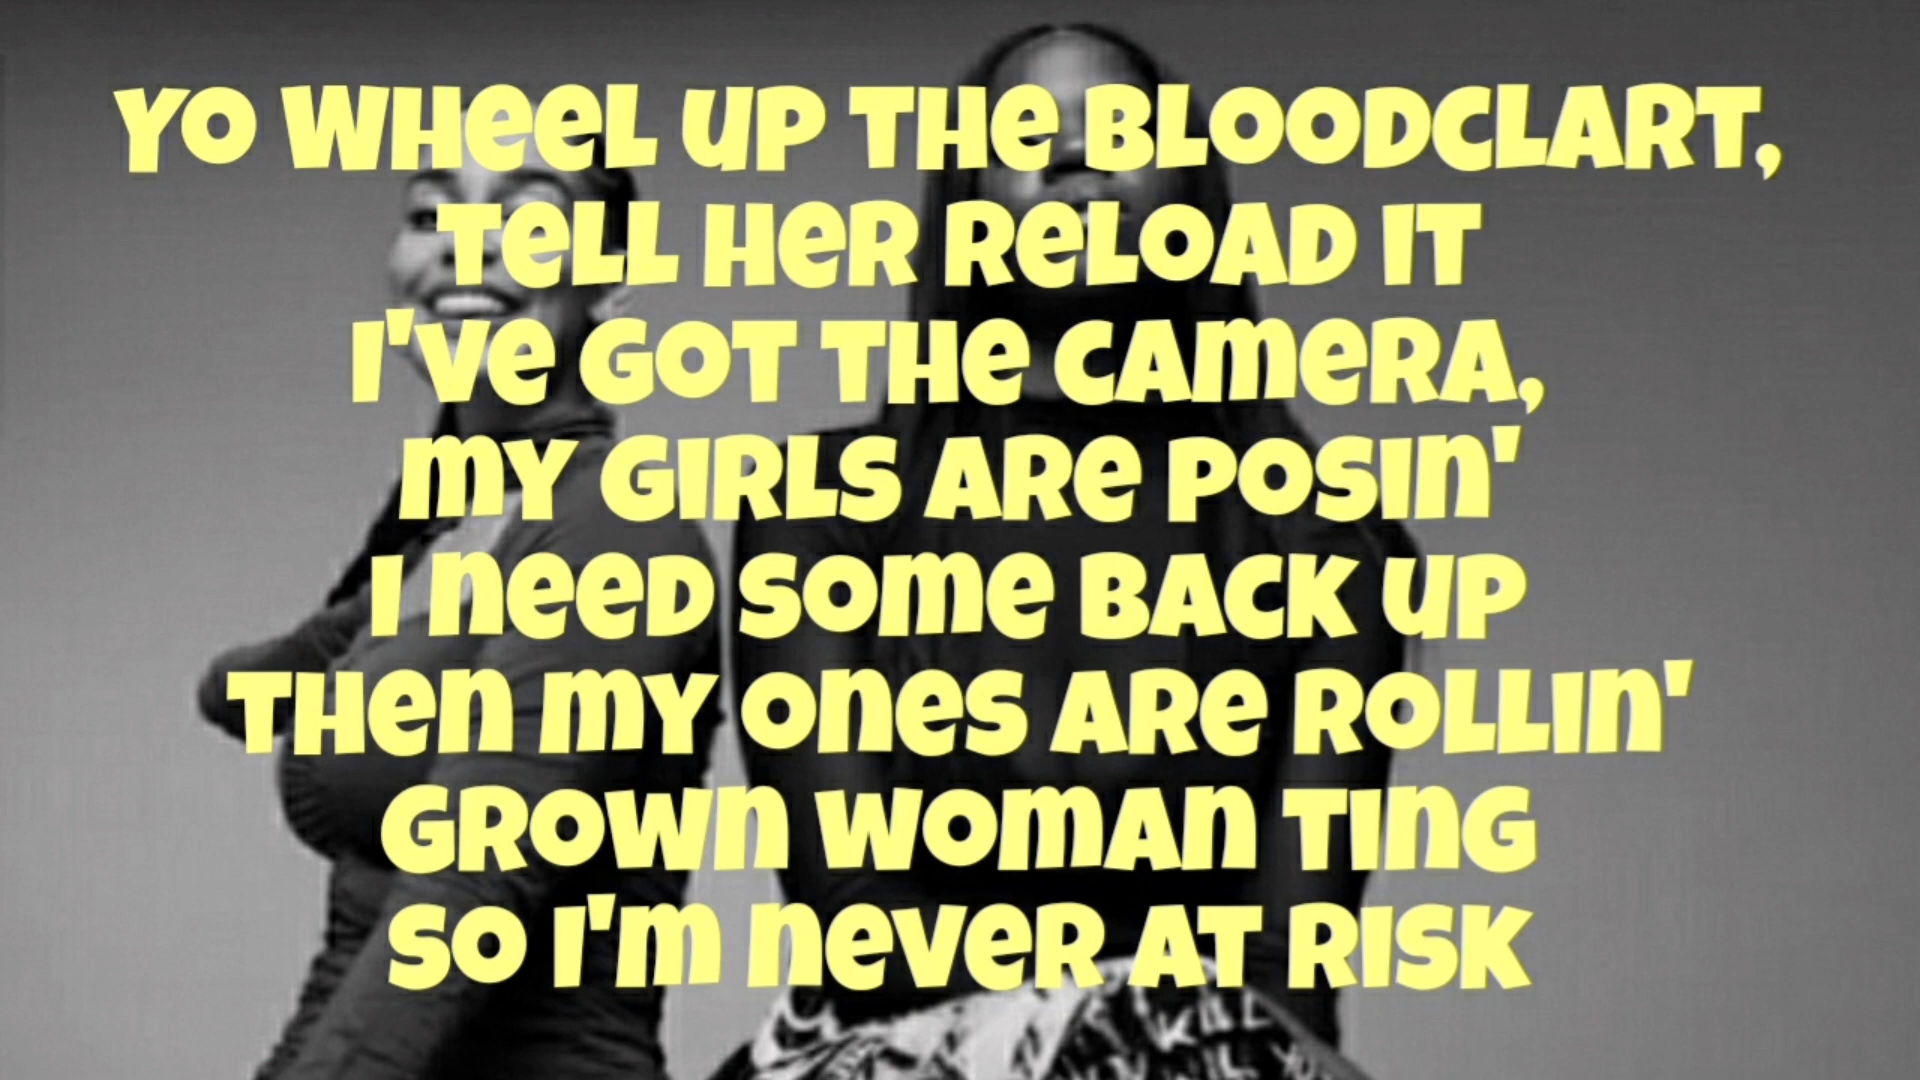 YO WHEEL UP THE BLOODCLART,
TELL HER RELOAD IT
I'VE GOT THE CAMERA,
MY GIRLS ARE POSIN'
I NEED SOME BACK UP
THEN MY ONES ARE ROLLIN'
GROWN WOMAN TING
SO I'M NEVER AT RISK
KILL